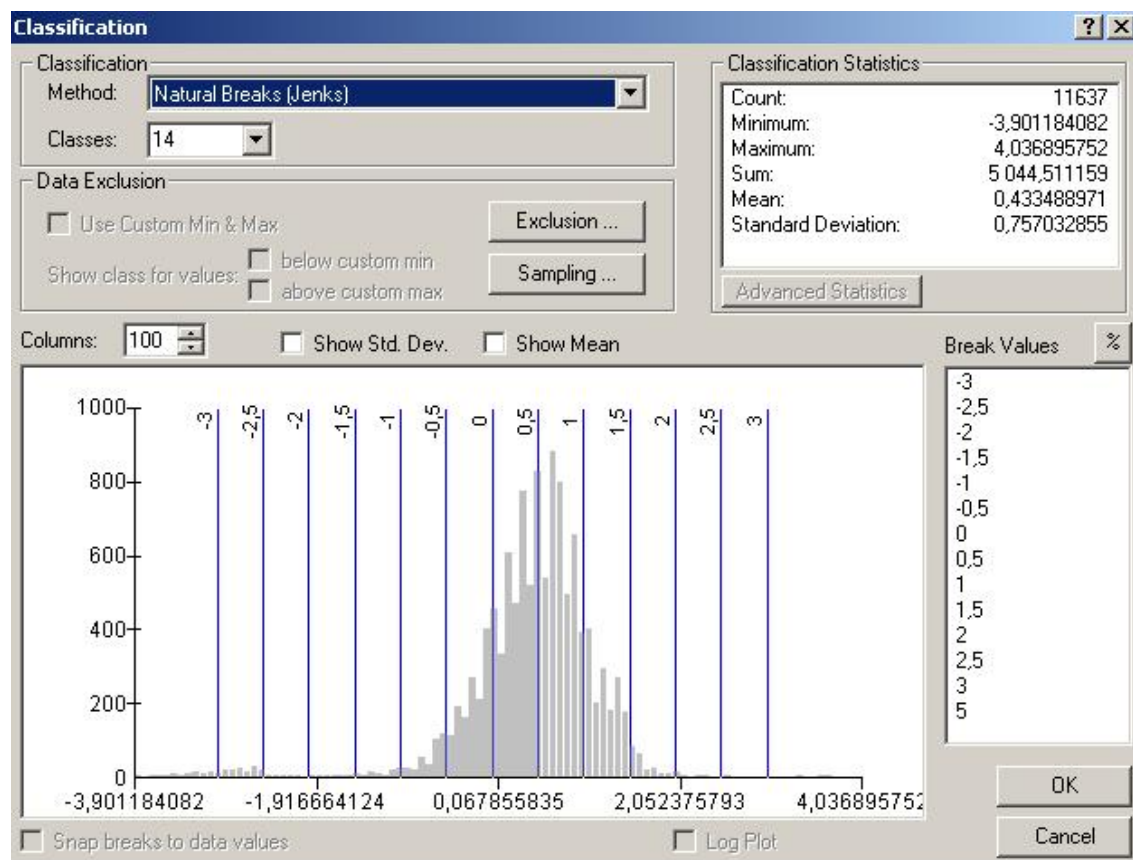 Classification
Classification
Method: Natural Breaks (Jenks)
Classes: 14
Data Exclusion
Use Custom Min & Max
Exclusion ...
Show class for values:
below custom min
above custom max
Sampling ...
Classification Statistics
Count: 11637
Minimum: -3,901184082
Maximum: 4,036895752
Sum: 5 044,511159
Mean: 0,433488971
Standard Deviation: 0,757032855
Advanced Statistics
Columns: 100
Show Std. Dev.
Show Mean
Break Values %
-3
-2,5
-2
-1,5
-1
-0,5
0
0,5
1
1,5
2
2,5
3
5
-3 -2,5 -2 -1,5 -1 -0,5 0 0,5 1 1,5 2 2,5 3
1000
800
600
400
200
0
-3,901184082 -1,916664124 0,067855835 2,052375793 4,036895752
Snap breaks to data values
Log Plot
OK
Cancel